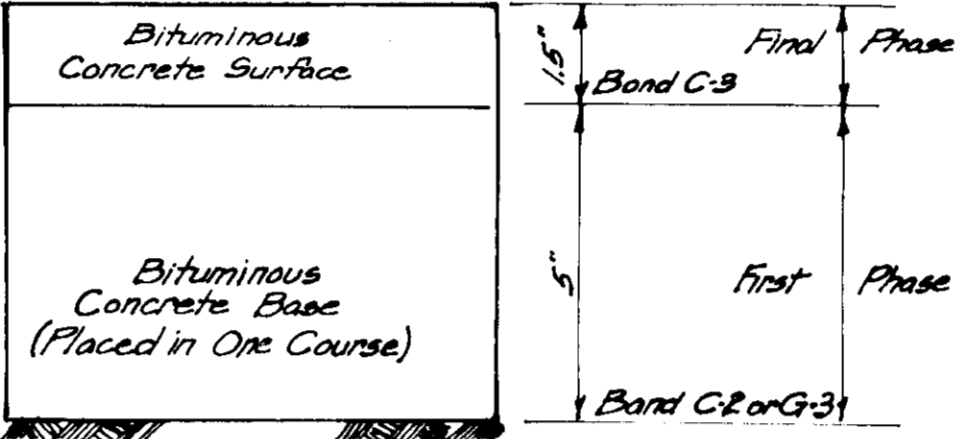 Bituminous
Concrete Surface
1.5"
Final Phase
Bond C-3
Bituminous
Concrete Base
(Placed in One Course)
5"
First Phase
Band C-2 or G-3